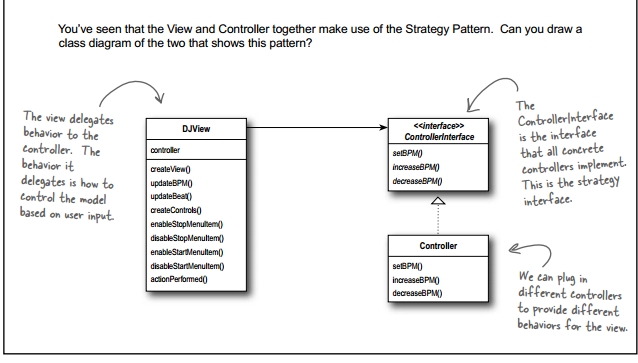 You've seen that the View and Controller together make use of the Strategy Pattern.  Can you draw a
class diagram of the two that shows this pattern?
The view delegates
behavior to the
controller.  The
behavior it
delegates is how to
control the model
based on user input.
DJView
controller
createView()
updateBPM()
updateBeat()
createControls()
enableStopMenuItem()
disableStopMenuItem()
enableStartMenuItem()
disableStartMenuItem()
actionPerformed()
<<interface>>
ControllerInterface
setBPM()
increaseBPM()
decreaseBPM()
The
ControllerInterface
is the interface
that all concrete
controllers implement.
This is the strategy
interface.
Controller
setBPM()
increaseBPM()
decreaseBPM()
We can plug in
different controllers
to provide different
behaviors for the view.